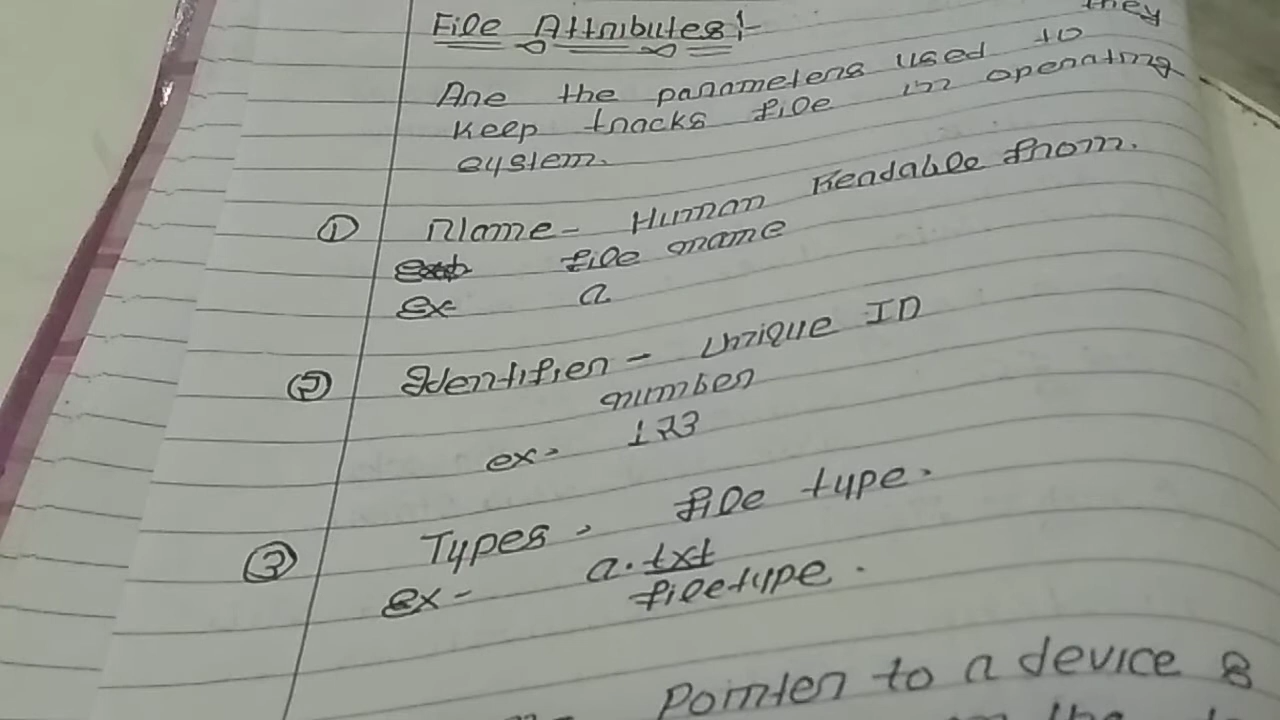 File Attributes:-
they
Are the parameters used to
keep tracks file in operating
system.
① Name - Human Readable from.
file name
ex- a
② Identifier - Unique ID
number
ex- 123
③ Types - file type.
ex- a.txt
filetype.
Pointer to a device &
the